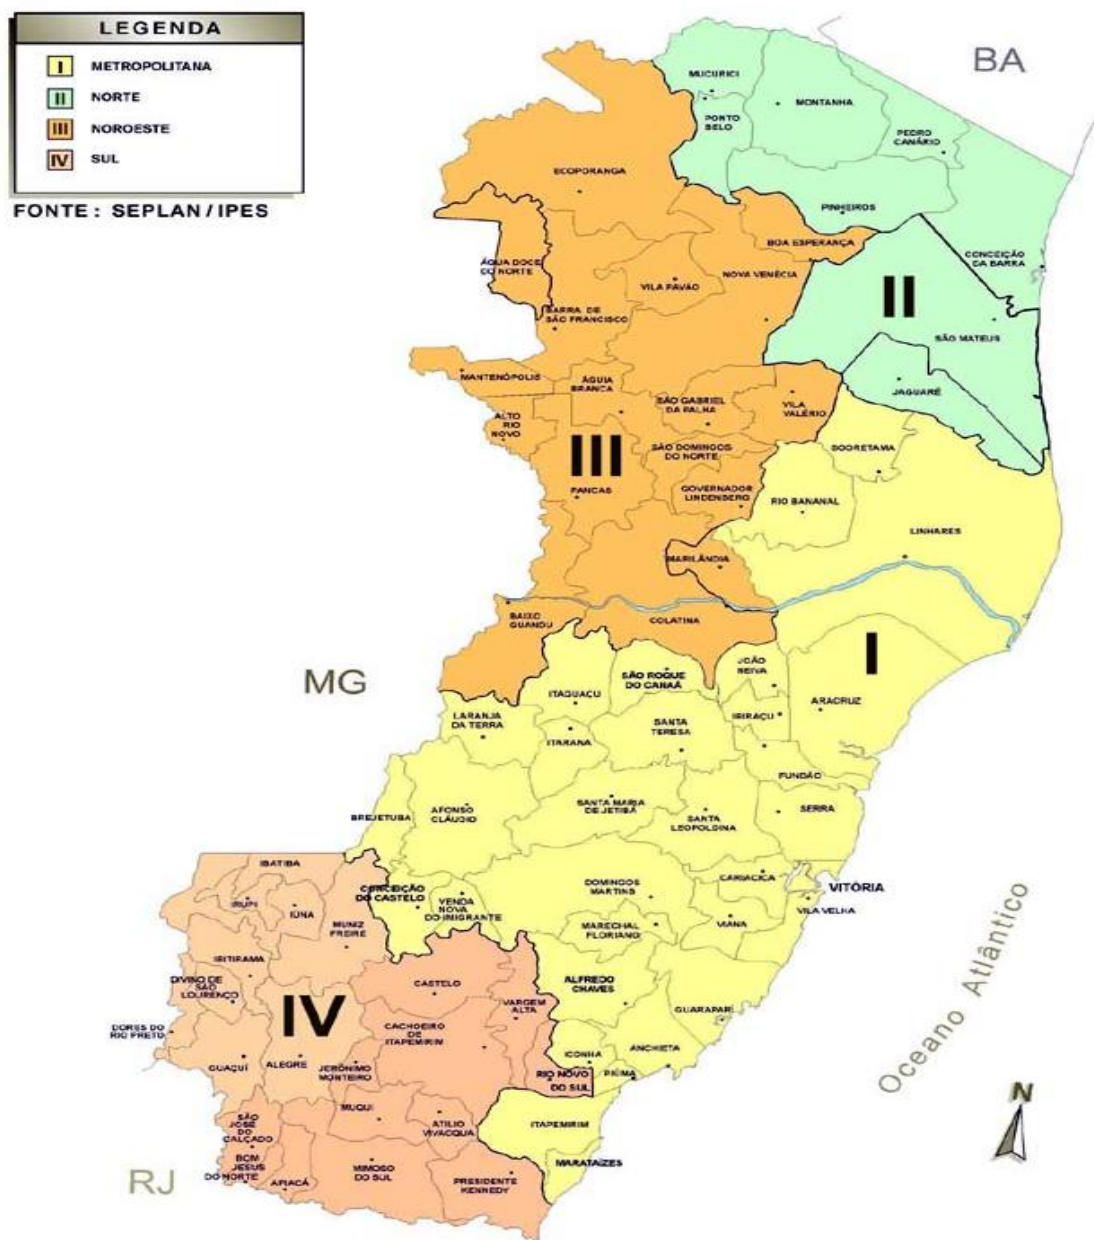 LEGENDA
I METROPOLITANA
II NORTE
III NOROESTE
IV SUL
FONTE: SEPLAN / IPES
BA
MUCURICI
MONTANHA
PONTO
BELO
PEDRO
CANÁRIO
ECOPORANGA
PINHEIROS
BOA ESPERANÇA
CONCEIÇÃO
DA BARRA
ÁGUA DOCE
DO NORTE
NOVA VENÉCIA
VILA PAVÃO
II
BARRA DE
SÃO FRANCISCO
SÃO MATEUS
MANTENÓPOLIS
ÁGUIA
BRANCA
JAGUARÉ
SÃO GABRIEL
DA PALHA
VILA
VALÉRIO
ALTO
RIO
NOVO
III
SÃO DOMINGOS
DO NORTE
SOORETAMA
PANCAS
GOVERNADOR
LINDENBERG
RIO BANANAL
LINHARES
MARILÂNDIA
BAIXO
GUANDU
COLATINA
I
MG
JOÃO
NEIVA
SÃO ROQUE
DO CANAÃ
ITAGUAÇU
ARACRUZ
LARANJA
DA TERRA
IBIRAÇU
SANTA
TERESA
ITARANA
FUNDÃO
SANTA MARIA
DE JETIBÁ
SERRA
AFONSO
CLÁUDIO
BREJETUBA
SANTA
LEOPOLDINA
IBATIBA
CARIACICA
VITÓRIA
CONCEIÇÃO
DO CASTELO
DOMINGOS
MARTINS
VENDA
NOVA
DO IMIGRANTE
IRUPI
IÚNA
VILA VELHA
MUNIZ
FREIRE
MARECHAL
FLORIANO
VIANA
IBITIRAMA
DIVINO DE
SÃO
LOURENÇO
CASTELO
ALFREDO
CHAVES
VARGEM
ALTA
GUARAPARI
IV
DORES DO
RIO PRETO
CACHOEIRO
DE
ITAPEMIRIM
Oceano Atlântico
ICONHA
ANCHIETA
GUAÇUÍ
ALEGRE
JERÔNIMO
MONTEIRO
RIO NOVO
DO SUL
PIÚMA
N
MUQUI
SÃO
JOSÉ
DO
CALÇADO
ATILIO
VIVACQUA
ITAPEMIRIM
BOM
JESUS
DO NORTE
MIMOSO
DO SUL
MARATAÍZES
RJ
APIACÁ
PRESIDENTE
KENNEDY